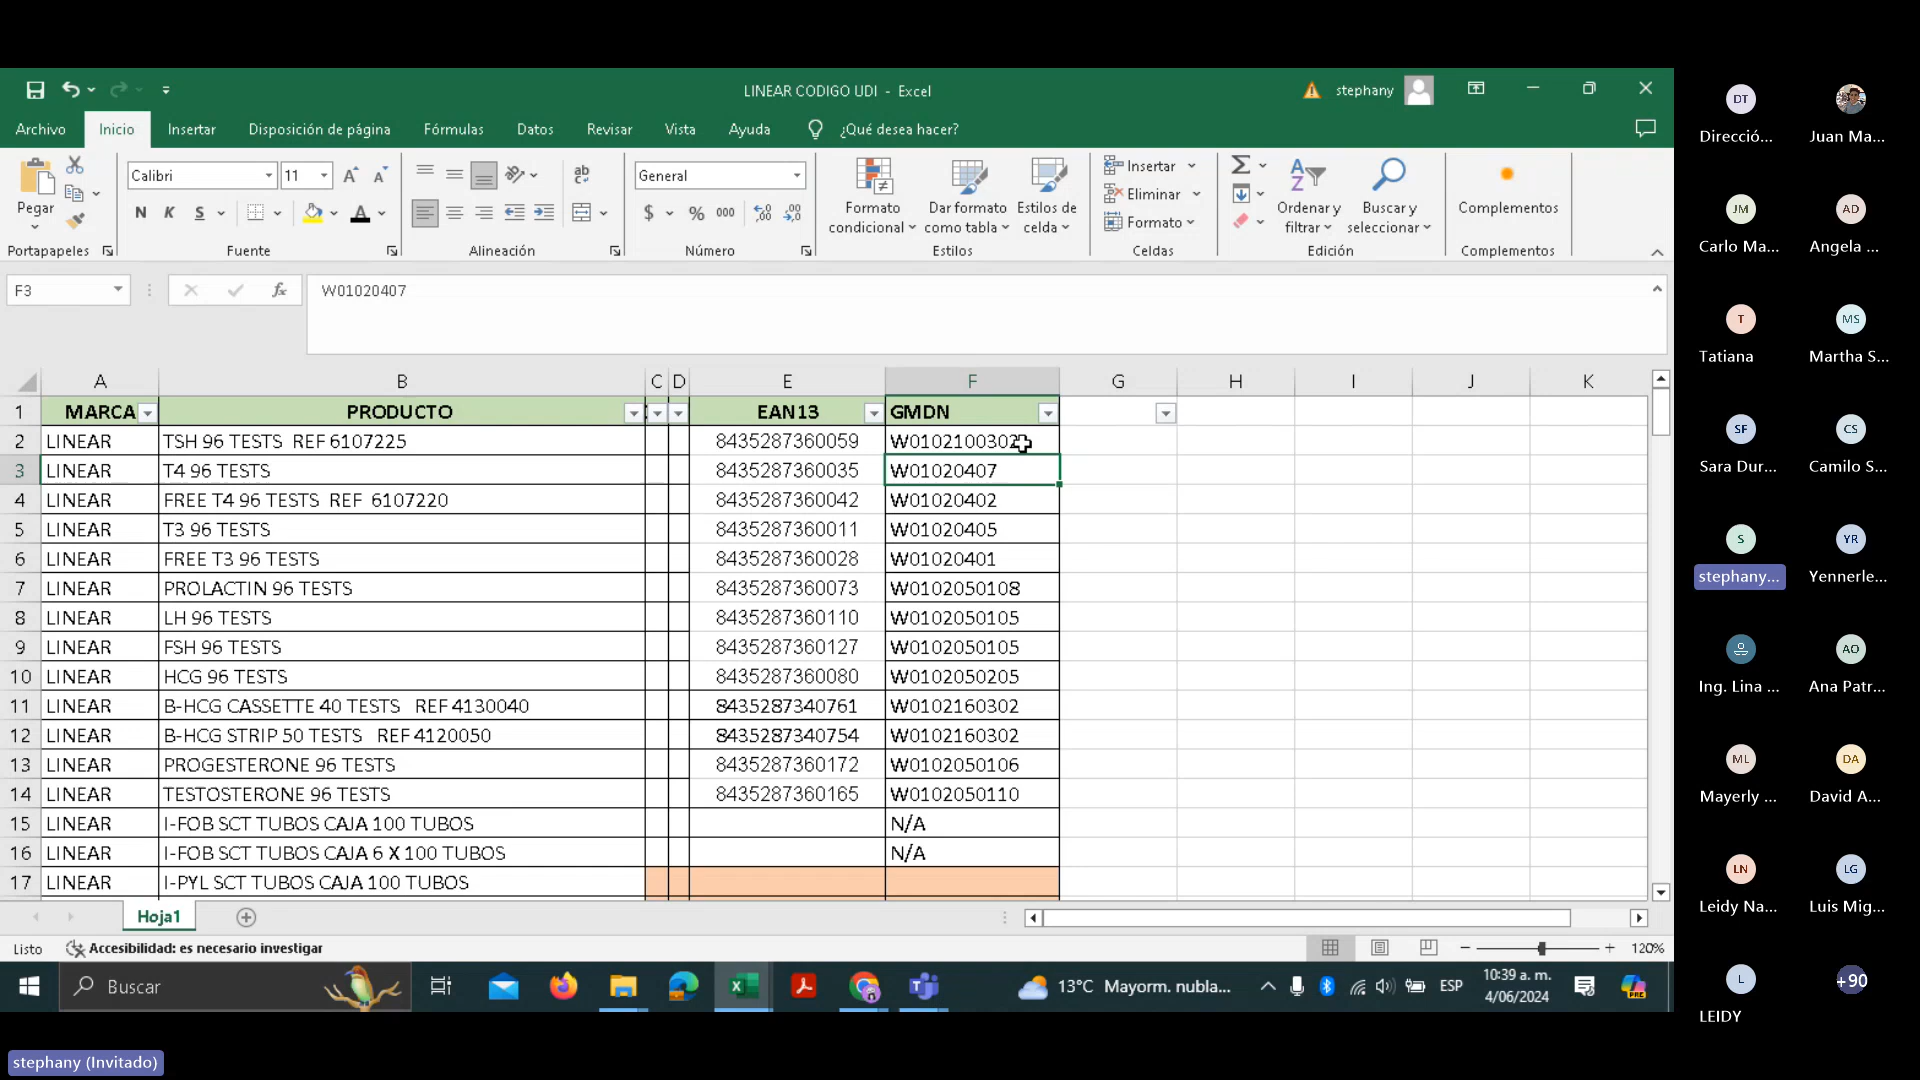 LINEAR CODIGO UDI - Excel
stephany
Archivo Inicio Insertar Disposición de página Fórmulas Datos Revisar Vista Ayuda ¿Qué desea hacer?
Pegar
Portapapeles
Calibri 11
N K S
Fuente
Alineación
General
$ % 000
Número
Formato condicional
Dar formato como tabla
Estilos de celda
Estilos
Insertar
Eliminar
Formato
Celdas
Ordenar y filtrar
Buscar y seleccionar
Edición
Complementos
Complementos
F3 fx W01020407
A B C D E F G H I J K
1 MARCA PRODUCTO EAN13 GMDN
2 LINEAR TSH 96 TESTS REF 6107225 8435287360059 W0102100302
3 LINEAR T4 96 TESTS 8435287360035 W01020407
4 LINEAR FREE T4 96 TESTS REF 6107220 8435287360042 W01020402
5 LINEAR T3 96 TESTS 8435287360011 W01020405
6 LINEAR FREE T3 96 TESTS 8435287360028 W01020401
7 LINEAR PROLACTIN 96 TESTS 8435287360073 W0102050108
8 LINEAR LH 96 TESTS 8435287360110 W0102050105
9 LINEAR FSH 96 TESTS 8435287360127 W0102050105
10 LINEAR HCG 96 TESTS 8435287360080 W0102050205
11 LINEAR B-HCG CASSETTE 40 TESTS REF 4130040 8435287340761 W0102160302
12 LINEAR B-HCG STRIP 50 TESTS REF 4120050 8435287340754 W0102160302
13 LINEAR PROGESTERONE 96 TESTS 8435287360172 W0102050106
14 LINEAR TESTOSTERONE 96 TESTS 8435287360165 W0102050110
15 LINEAR I-FOB SCT TUBOS CAJA 100 TUBOS N/A
16 LINEAR I-FOB SCT TUBOS CAJA 6 X 100 TUBOS N/A
17 LINEAR I-PYL SCT TUBOS CAJA 100 TUBOS
Hoja1
Listo Accesibilidad: es necesario investigar 120%
Buscar
13°C Mayorm. nubla... ESP 10:39 a. m.
4/06/2024
PRE
stephany (Invitado)
DT
Direcció... Juan Ma...
JM AD
Carlo Ma... Angela ...
T MS
Tatiana Martha S...
SF CS
Sara Dur... Camilo S...
S YR
stephany... Yennerle...
AO
Ing. Lina ... Ana Patr...
ML DA
Mayerly ... David A...
LN LG
Leidy Na... Luis Mig...
L +90
LEIDY